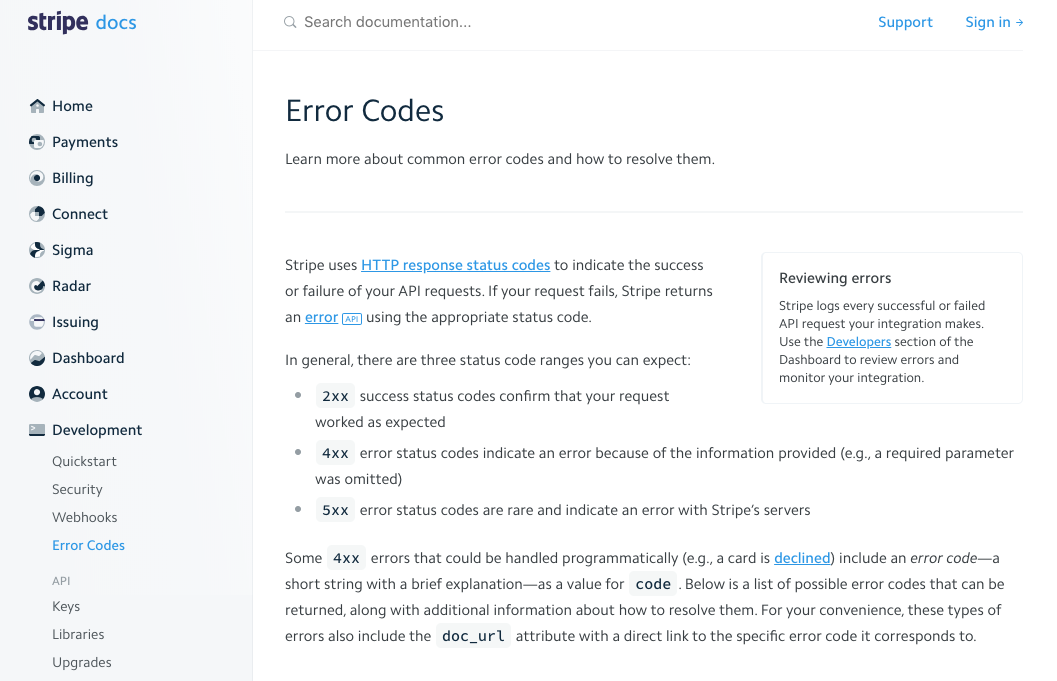 stripe docs
Search documentation...
Support
Sign in →
Home
Payments
Billing
Connect
Sigma
Radar
Issuing
Dashboard
Account
Development
Quickstart
Security
Webhooks
Error Codes
API
Keys
Libraries
Upgrades
Error Codes
Learn more about common error codes and how to resolve them.
Stripe uses HTTP response status codes to indicate the success
or failure of your API requests. If your request fails, Stripe returns
an error API using the appropriate status code.
In general, there are three status code ranges you can expect:
• 2xx success status codes confirm that your request
worked as expected
• 4xx error status codes indicate an error because of the information provided (e.g., a required parameter
was omitted)
• 5xx error status codes are rare and indicate an error with Stripe's servers
Reviewing errors
Stripe logs every successful or failed
API request your integration makes.
Use the Developers section of the
Dashboard to review errors and
monitor your integration.
Some 4xx errors that could be handled programmatically (e.g., a card is declined) include an error code—a
short string with a brief explanation—as a value for code. Below is a list of possible error codes that can be
returned, along with additional information about how to resolve them. For your convenience, these types of
errors also include the doc_url attribute with a direct link to the specific error code it corresponds to.